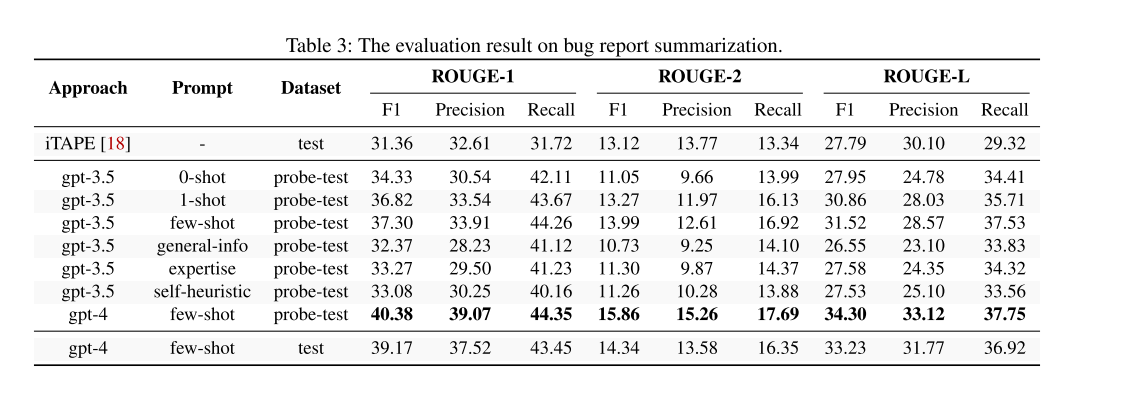 Table 3: The evaluation result on bug report summarization.
Approach Prompt Dataset ROUGE-1 ROUGE-2 ROUGE-L
F1 Precision Recall F1 Precision Recall F1 Precision Recall
iTAPE [18] - test 31.36 32.61 31.72 13.12 13.77 13.34 27.79 30.10 29.32
gpt-3.5 0-shot probe-test 34.33 30.54 42.11 11.05 9.66 13.99 27.95 24.78 34.41
gpt-3.5 1-shot probe-test 36.82 33.54 43.67 13.27 11.97 16.13 30.86 28.03 35.71
gpt-3.5 few-shot probe-test 37.30 33.91 44.26 13.99 12.61 16.92 31.52 28.57 37.53
gpt-3.5 general-info probe-test 32.37 28.23 41.12 10.73 9.25 14.10 26.55 23.10 33.83
gpt-3.5 expertise probe-test 33.27 29.50 41.23 11.30 9.87 14.37 27.58 24.35 34.32
gpt-3.5 self-heuristic probe-test 33.08 30.25 40.16 11.26 10.28 13.88 27.53 25.10 33.56
gpt-4 few-shot probe-test 40.38 39.07 44.35 15.86 15.26 17.69 34.30 33.12 37.75
gpt-4 few-shot test 39.17 37.52 43.45 14.34 13.58 16.35 33.23 31.77 36.92